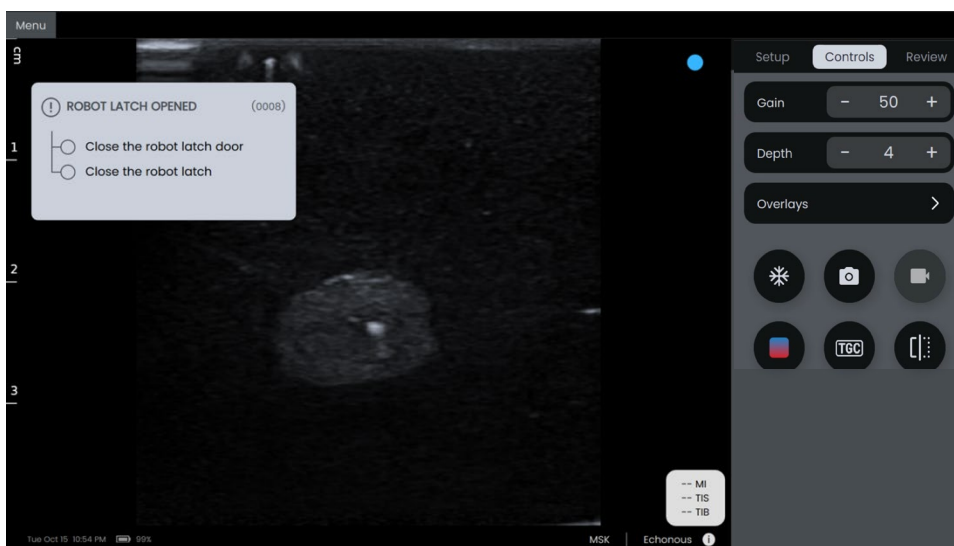 Menu
cm
Setup Controls Review
ROBOT LATCH OPENED (0008)
Gain - 50 +
Close the robot latch door
1
Depth - 4 +
Close the robot latch
Overlays
2
TGC
3
-- MI
-- TIS
-- TIB
Tue Oct 15 10:54 PM 99% MSK Echonous i